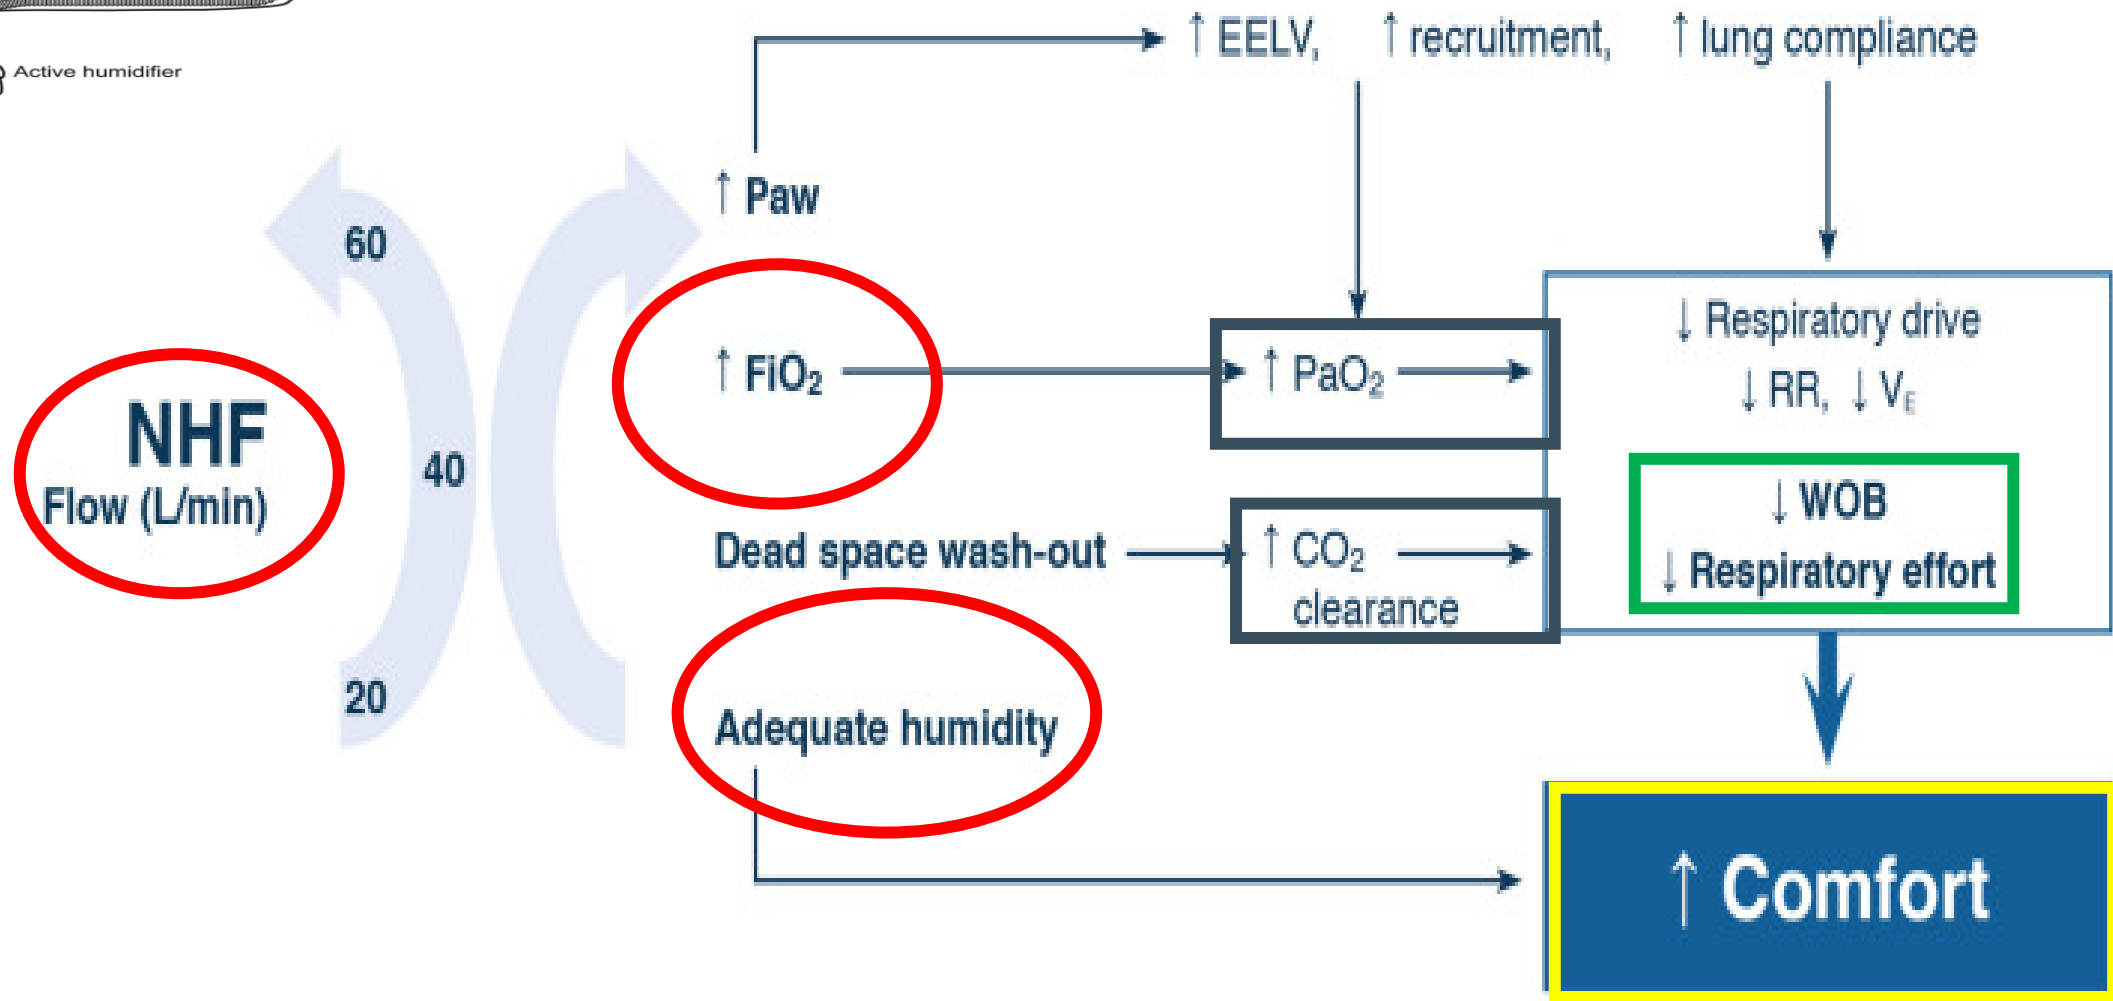 Active humidifier
↑ EELV, ↑ recruitment, ↑ lung compliance
↑ Paw
60
40
20
NHF
Flow (L/min)
↑ FiO₂
↑ PaO₂
Dead space wash-out
↑ CO₂
clearance
Adequate humidity
↓ Respiratory drive
↓ RR, ↓ V_E
↓ WOB
↓ Respiratory effort
↑ Comfort